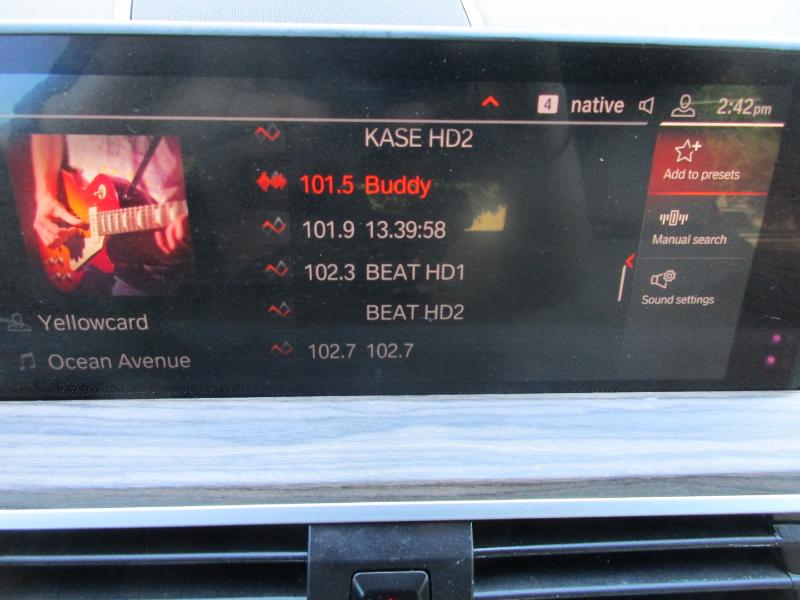 4 native 2:42pm
KASE HD2
101.5 Buddy
101.9 13.39:58
102.3 BEAT HD1
BEAT HD2
102.7 102.7
Yellowcard
Ocean Avenue
Add to presets
Manual search
Sound settings